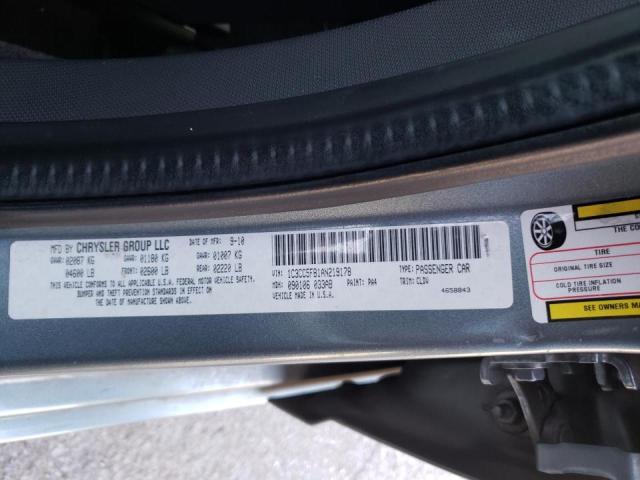 MFD BY CHRYSLER GROUP LLC
DATE OF MFR: 9-10
GVWR: 02087 KG
GAWR FRONT: 01180 KG
GAWR REAR: 01007 KG
04600 LB
02600 LB
02220 LB
THIS VEHICLE CONFORMS TO ALL APPLICABLE U.S.A. FEDERAL MOTOR VEHICLE SAFETY,
BUMPER AND THEFT PREVENTION STANDARDS IN EFFECT ON
THE DATE OF MANUFACTURE SHOWN ABOVE.
VIN: 1C3CC5FB1AN219178
TYPE: PASSENGER CAR
MDH: 090106 033AB
PAINT: PA4
TRIM: CLDV
VEHICLE MADE IN U.S.A.
4658843
THE CO
TIRE
ORIGINAL TIRE SIZE
COLD TIRE INFLATION
PRESSURE
SEE OWNERS MA